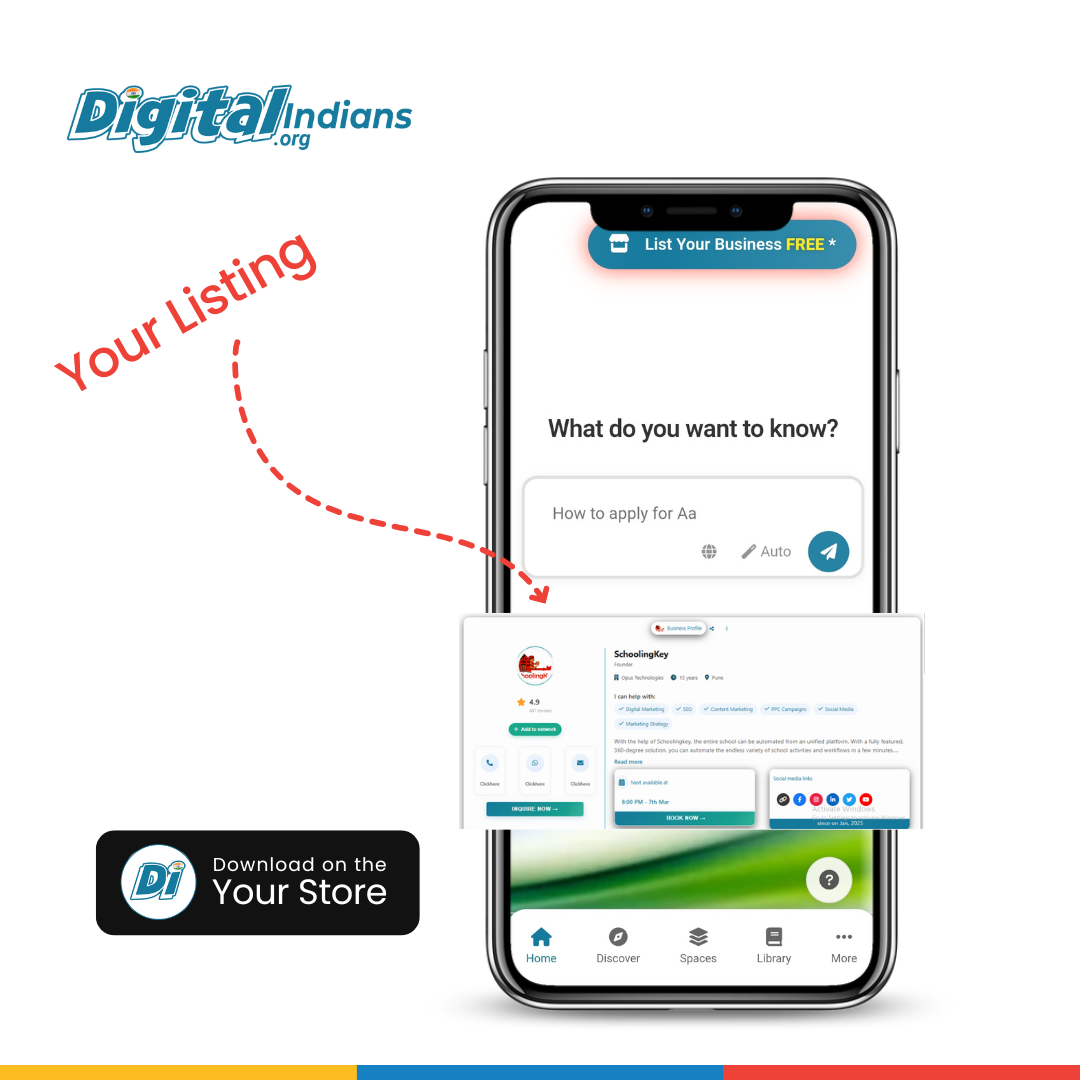 Digital Indians
.org
Your Listing
List Your Business FREE *
What do you want to know?
How to apply for Aa
Auto
Business Profile
SchoolingKey
Founder
Opus Technologies 15 years Pune
4.9
I can help with:
Digital Marketing SEO Content Marketing PPC Campaigns Social Media
Marketing Strategy
+ Add to network
With the help of Schoolingkey, the entire school can be automated from an unified platform. With a fully featured,
360-degree solution, you can automate the endless variety of school activities and workflows in a few minutes....
Read more
Clickhere Clickhere Clickhere
INQUIRE NOW →
Next available at
8:00 PM - 7th Mar
BOOK NOW →
Social media links
Activate Windows
since on Jan, 2025
Di
Download on the
Your Store
?
Home Discover Spaces Library More